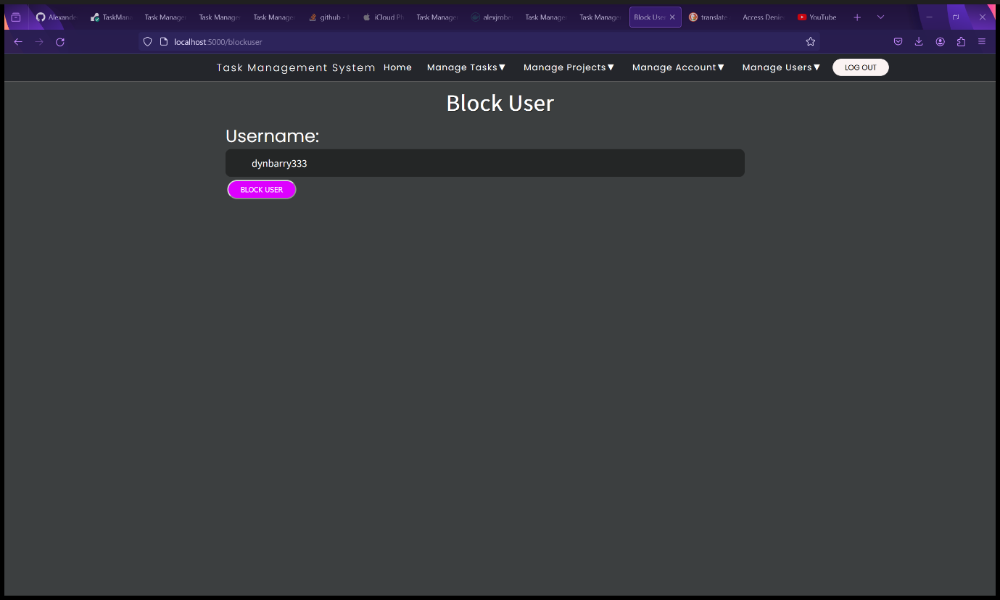 Alexande
TaskMana
Task Manage
Task Manage
Task Manage
github -
iCloud Ph
Task Manage
alexjrobe
Task Manage
Task Manage
Block User
translate
Access Denie
YouTube
localhost:5000/blockuser
Task Management System Home Manage Tasks▼ Manage Projects▼ Manage Account▼ Manage Users▼ LOG OUT
Block User
Username:
dynbarry333
BLOCK USER